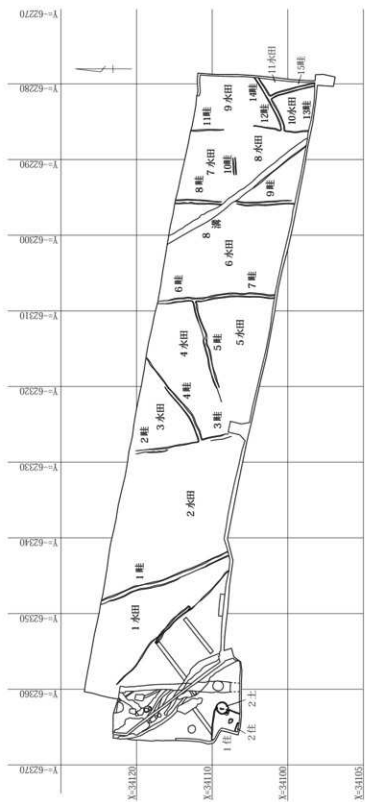 Y=-62270
Y=-62280
Y=-62290
Y=-62300
Y=-62310
Y=-62320
Y=-62330
Y=-62340
Y=-62350
Y=-62360
Y=-62370
X=34120
X=34110
X=34100
X=34105
11水田
15畦
14畦
9水田
10水田
13畦
12畦
11畦
8水田
7水田
10畦
9畦
8畦
8溝
6水田
6畦
7畦
4水田
5畦
5水田
4畦
3水田
3畦
2畦
2水田
1畦
1水田
2土
1住
2住